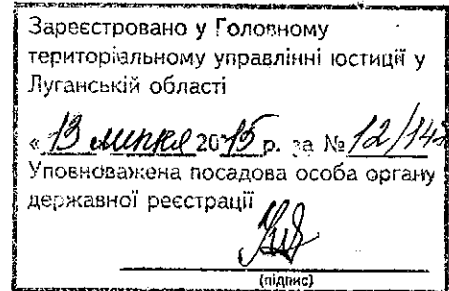 Зареєстровано у Головному
територіальному управлінні юстиції у
Луганській області
«13 липня 2015 р. за № 12/142
Уповноважена посадова особа органу
державної реєстрації
(підпис)